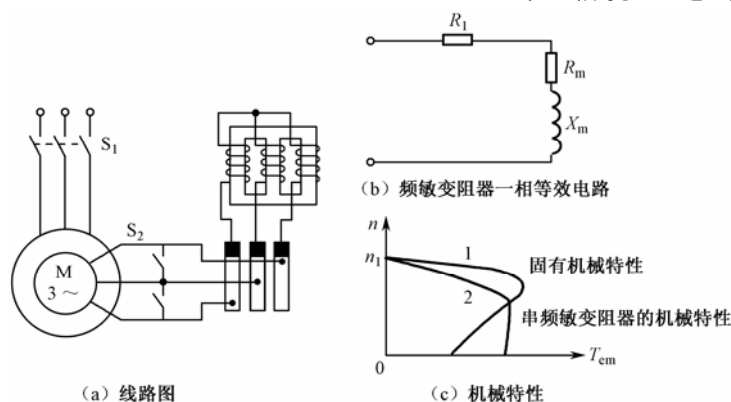 S1
S2
M
3～
（a）线路图
R1
Rm
Xm
（b）频敏变阻器一相等效电路
n
n1
1
固有机械特性
2
串频敏变阻器的机械特性
0
Tem
（c）机械特性